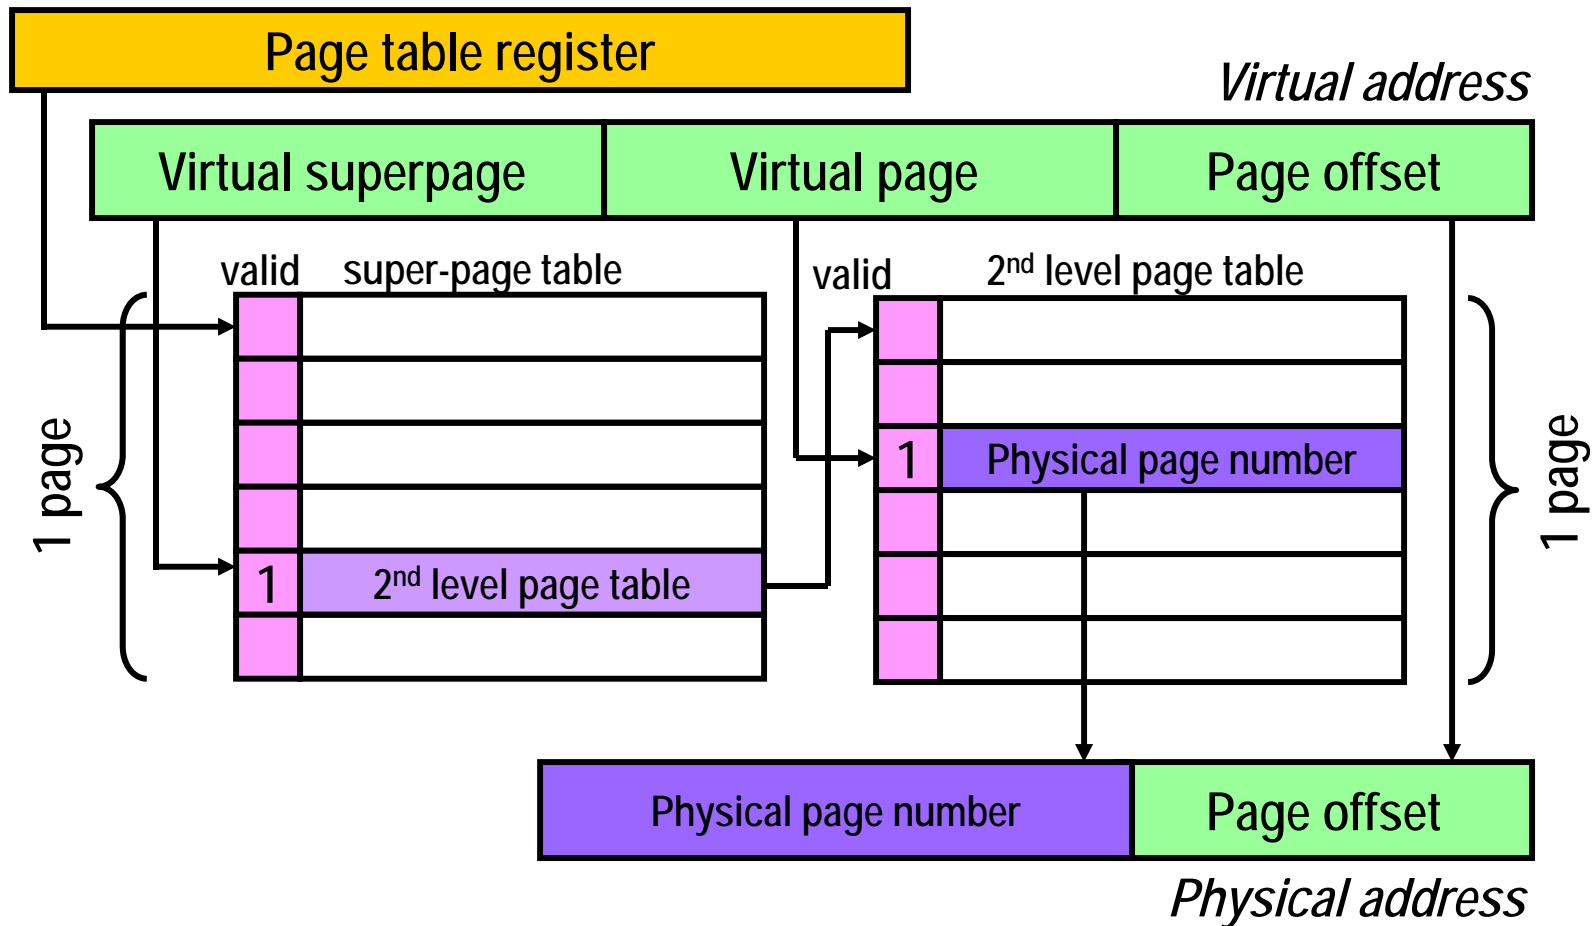 Page table register
Virtual address
Virtual superpage
Virtual page
Page offset
valid
super-page table
valid
2nd level page table
1 page
1
Physical page number
1 page
1
2nd level page table
Physical page number
Page offset
Physical address